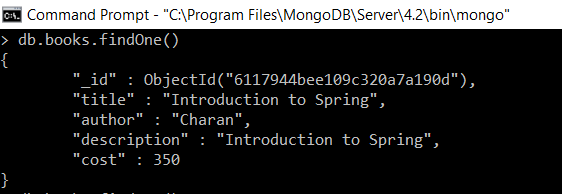 Command Prompt - "C:\Program Files\MongoDB\Server\4.2\bin\mongo"
> db.books.findOne()
{
        "_id" : ObjectId("6117944bee109c320a7a190d"),
        "title" : "Introduction to Spring",
        "author" : "Charan",
        "description" : "Introduction to Spring",
        "cost" : 350
}